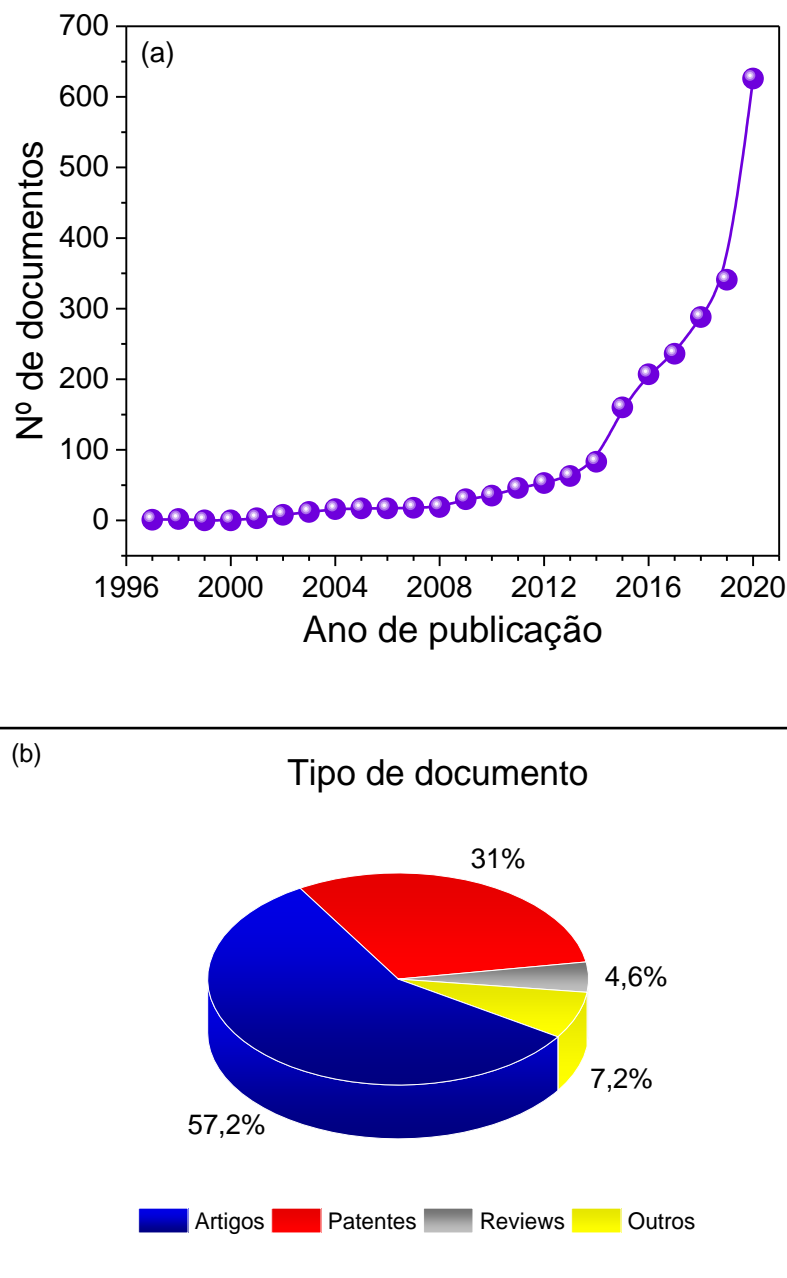 (a)
700
600
500
400
300
200
100
0
Nº de documentos
1996 2000 2004 2008 2012 2016 2020
Ano de publicação
(b)
Tipo de documento
31%
4,6%
7,2%
57,2%
Artigos Patentes Reviews Outros